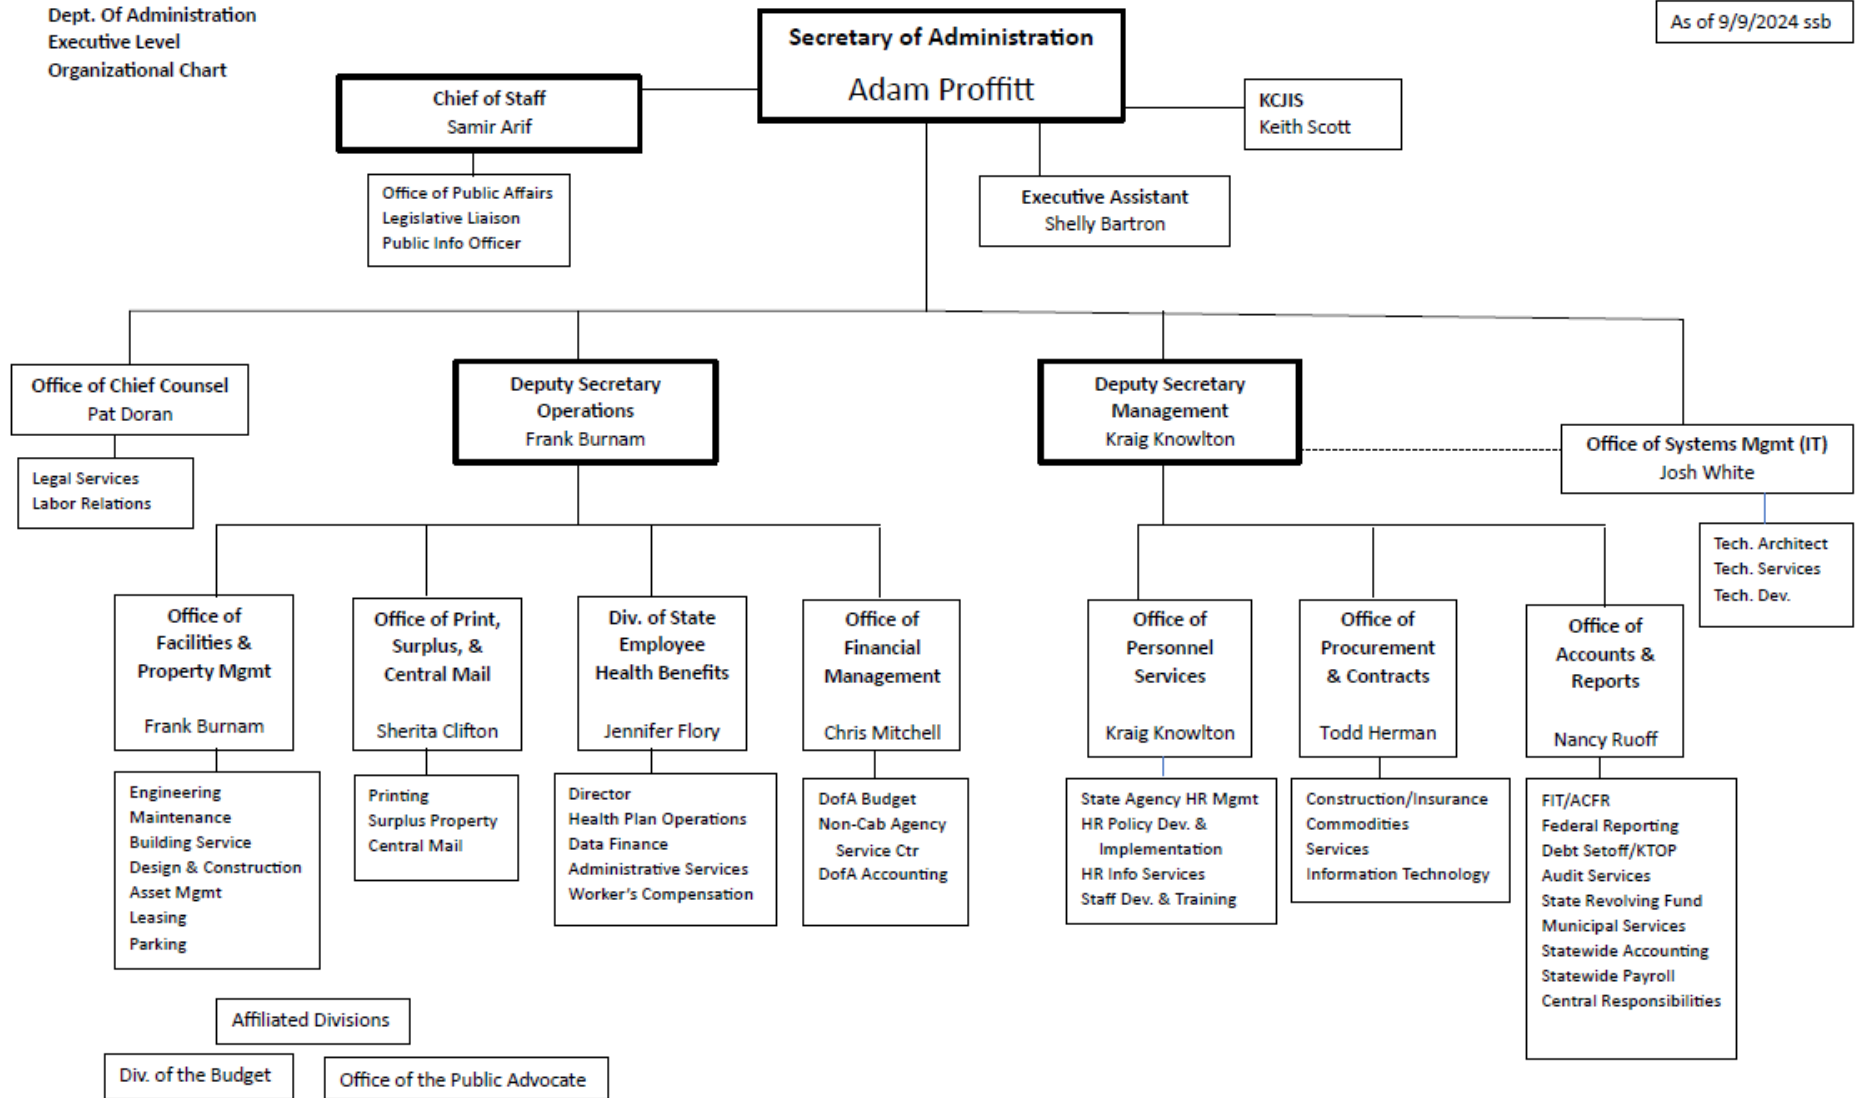 Dept. Of Administration
Executive Level
Organizational Chart
Secretary of Administration
Adam Proffitt
As of 9/9/2024 ssb
Chief of Staff
Samir Arif
KCJIS
Keith Scott
Office of Public Affairs
Legislative Liaison
Public Info Officer
Executive Assistant
Shelly Bartron
Office of Chief Counsel
Pat Doran
Legal Services
Labor Relations
Deputy Secretary
Operations
Frank Burnam
Deputy Secretary
Management
Kraig Knowlton
Office of Systems Mgmt (IT)
Josh White
Tech. Architect
Tech. Services
Tech. Dev.
Office of
Facilities &
Property Mgmt
Frank Burnam
Engineering
Maintenance
Building Service
Design & Construction
Asset Mgmt
Leasing
Parking
Office of Print,
Surplus, &
Central Mail
Sherita Clifton
Printing
Surplus Property
Central Mail
Div. of State
Employee
Health Benefits
Jennifer Flory
Director
Health Plan Operations
Data Finance
Administrative Services
Worker's Compensation
Office of
Financial
Management
Chris Mitchell
DofA Budget
Non-Cab Agency
Service Ctr
DofA Accounting
Office of
Personnel
Services
Kraig Knowlton
State Agency HR Mgmt
HR Policy Dev. &
Implementation
HR Info Services
Staff Dev. & Training
Office of
Procurement
& Contracts
Todd Herman
Construction/Insurance
Commodities
Services
Information Technology
Office of
Accounts &
Reports
Nancy Ruoff
FIT/ACFR
Federal Reporting
Debt Setoff/KTOP
Audit Services
State Revolving Fund
Municipal Services
Statewide Accounting
Statewide Payroll
Central Responsibilities
Affiliated Divisions
Div. of the Budget
Office of the Public Advocate